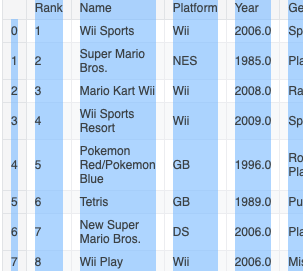 Rank Name Platform Year Ge
0 1 Wii Sports Wii 2006.0 Sp
1 2 Super Mario Bros. NES 1985.0 Pla
2 3 Mario Kart Wii Wii 2008.0 Ra
3 4 Wii Sports Resort Wii 2009.0 Sp
4 5 Pokemon Red/Pokemon Blue GB 1996.0 Ro Pla
5 6 Tetris GB 1989.0 Pu
6 7 New Super Mario Bros. DS 2006.0 Pla
7 8 Wii Play Wii 2006.0 Mis